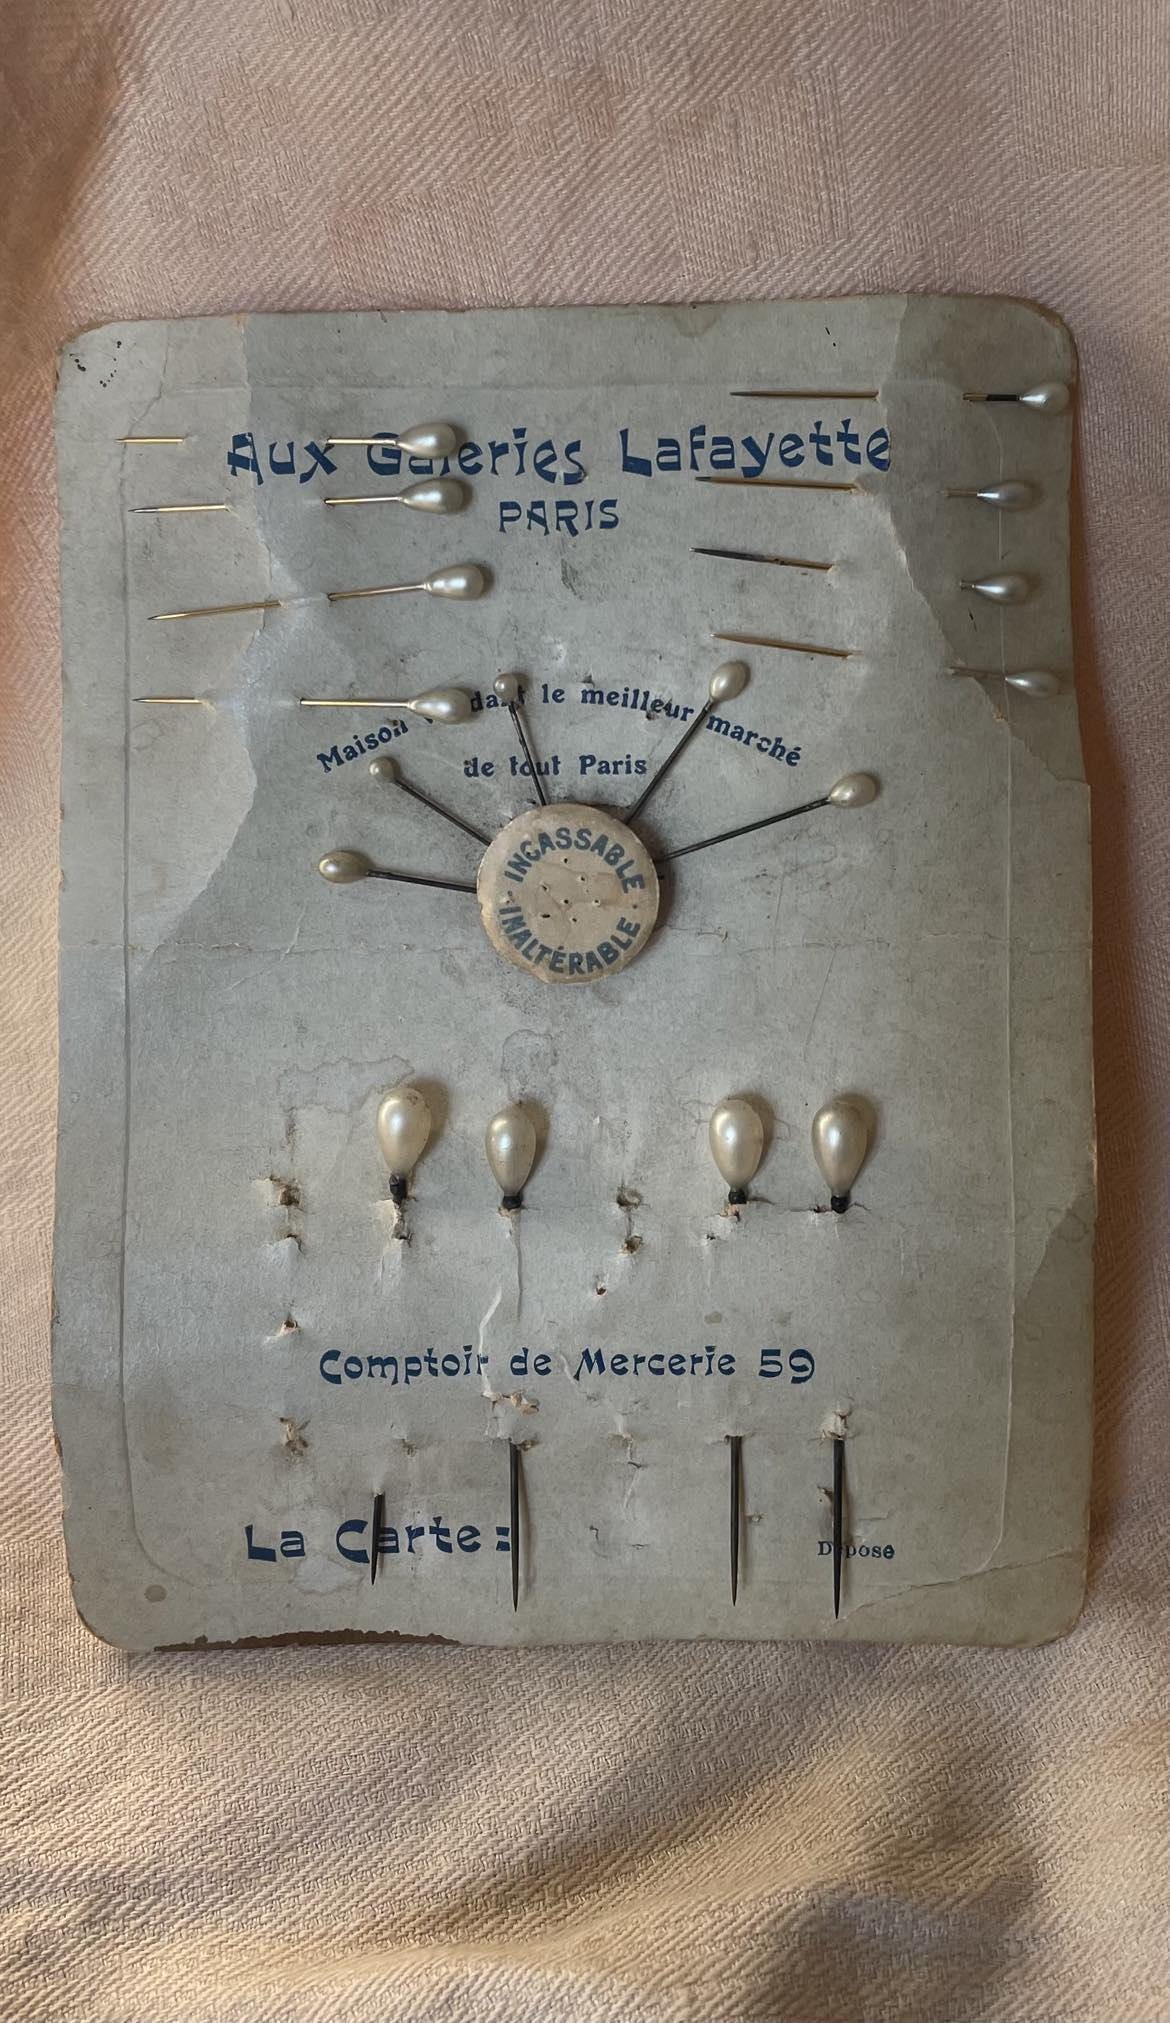 Aux Galeries Lafayette
PARIS
Maison le meilleur marché
de tout Paris
INCASSABLE
INALTÉRABLE
Comptoir de Mercerie 59
La Carte:
Déposé